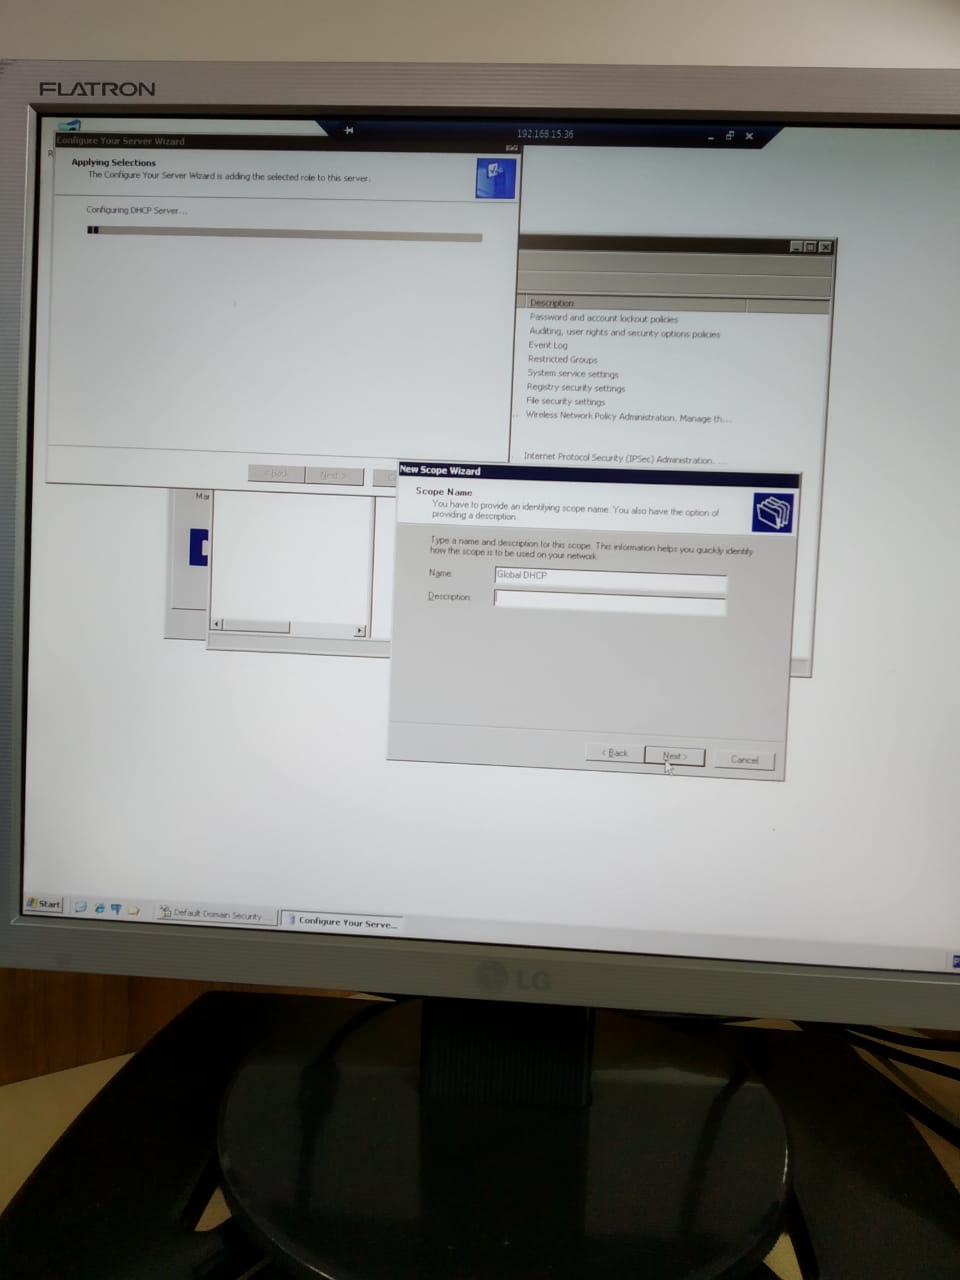 FLATRON
192.168.15.36
Configure Your Server Wizard
Applying Selections
The Configure Your Server Wizard is adding the selected role to this server.
Configuring DHCP Server...
< Back
Next >
Description
Password and account lockout policies
Auditing, user rights and security options policies
Event Log
Restricted Groups
System service settings
Registry security settings
File security settings
Wireless Network Policy Administration. Manage th...
Internet Protocol Security (IPSec) Administration. ...
New Scope Wizard
Scope Name
You have to provide an identifying scope name. You also have the option of
providing a description.
Type a name and description for this scope. This information helps you quickly identify
how the scope is to be used on your network.
Name:
Global DHCP
Description:
< Back
Next >
Cancel
Start
Default Domain Security ...
Configure Your Serve...
LG